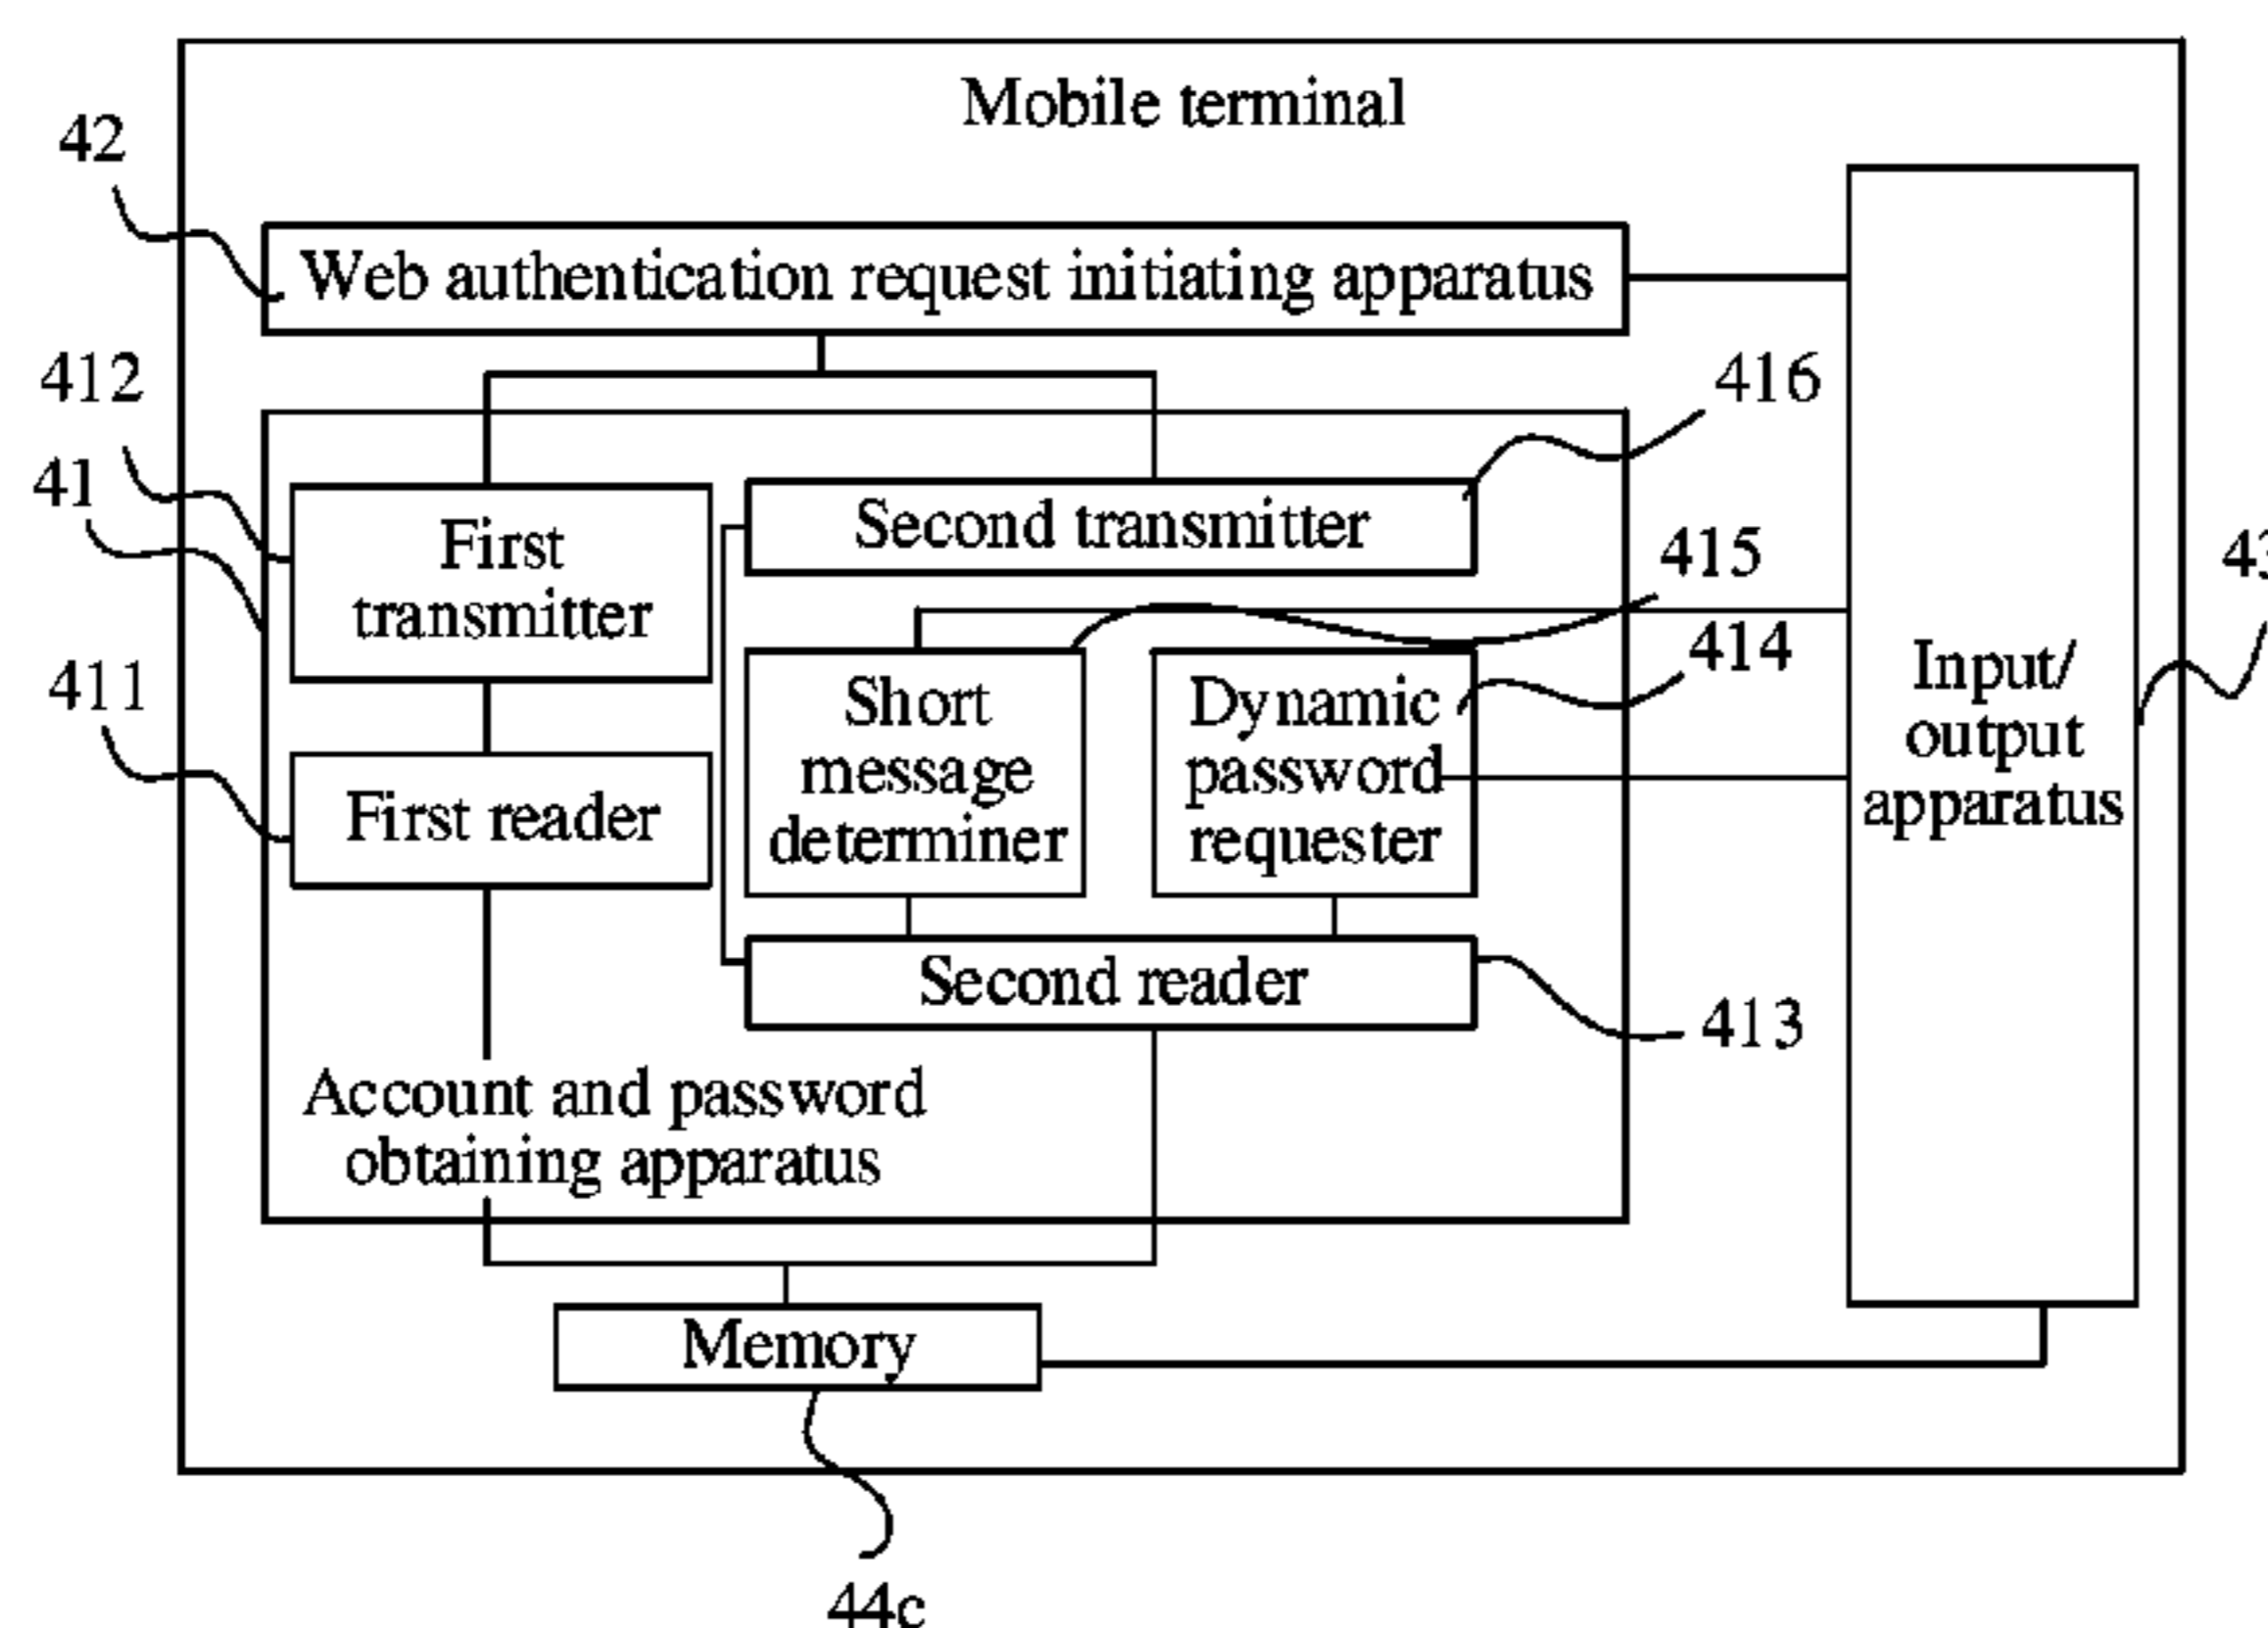 Mobile terminal
42
Web authentication request initiating apparatus
412
416
41
First
transmitter
Second transmitter
415
43
414
411
First reader
Short
message
determiner
Dynamic
password
requester
Input/
output
apparatus
Second reader
413
Account and password
obtaining apparatus
Memory
44c